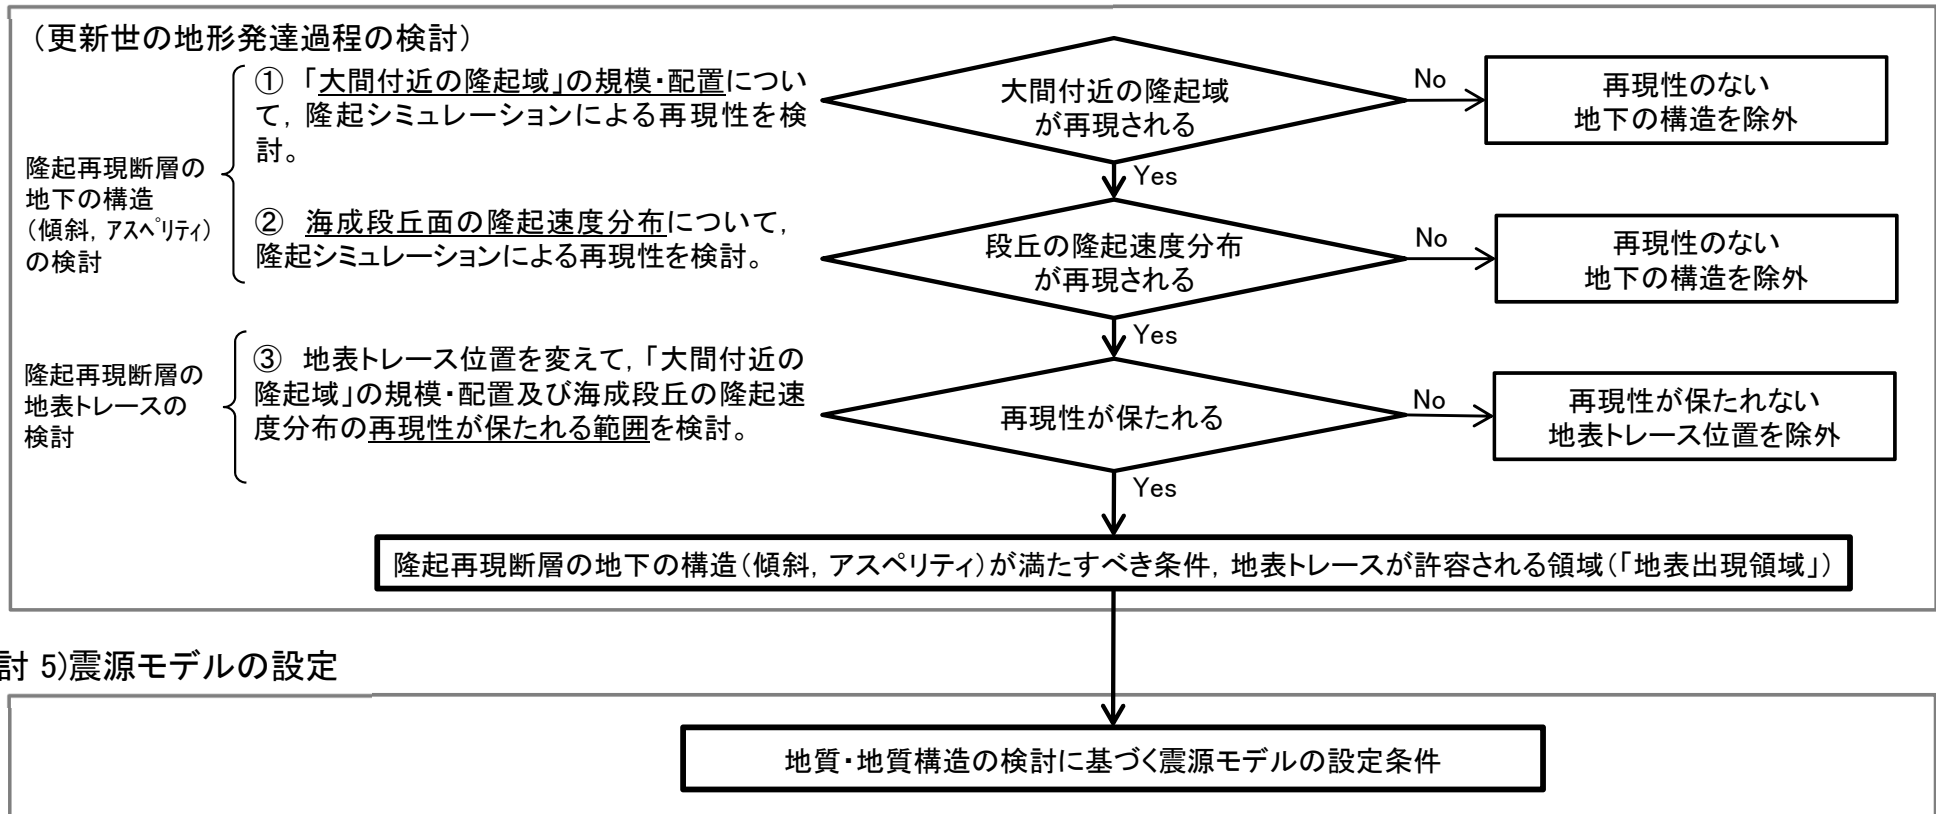 （更新世の地形発達過程の検討）
隆起再現断層の
地下の構造
（傾斜，ｱｽﾍﾟﾘﾃｨ）
の検討
① 「大間付近の隆起域」の規模・配置につい
て，隆起シミュレーションによる再現性を検
討。
② 海成段丘面の隆起速度分布について，
隆起シミュレーションによる再現性を検討。
大間付近の隆起域
が再現される
No
再現性のない
地下の構造を除外
Yes
段丘の隆起速度分布
が再現される
No
再現性のない
地下の構造を除外
Yes
隆起再現断層の
地表トレースの
検討
③ 地表トレース位置を変えて，「大間付近の
隆起域」の規模・配置及び海成段丘の隆起速
度分布の再現性が保たれる範囲を検討。
再現性が保たれる
No
再現性が保たれない
地表トレース位置を除外
Yes
隆起再現断層の地下の構造（傾斜，アスペリティ）が満たすべき条件，地表トレースが許容される領域（「地表出現領域」）
討 5)震源モデルの設定
地質・地質構造の検討に基づく震源モデルの設定条件